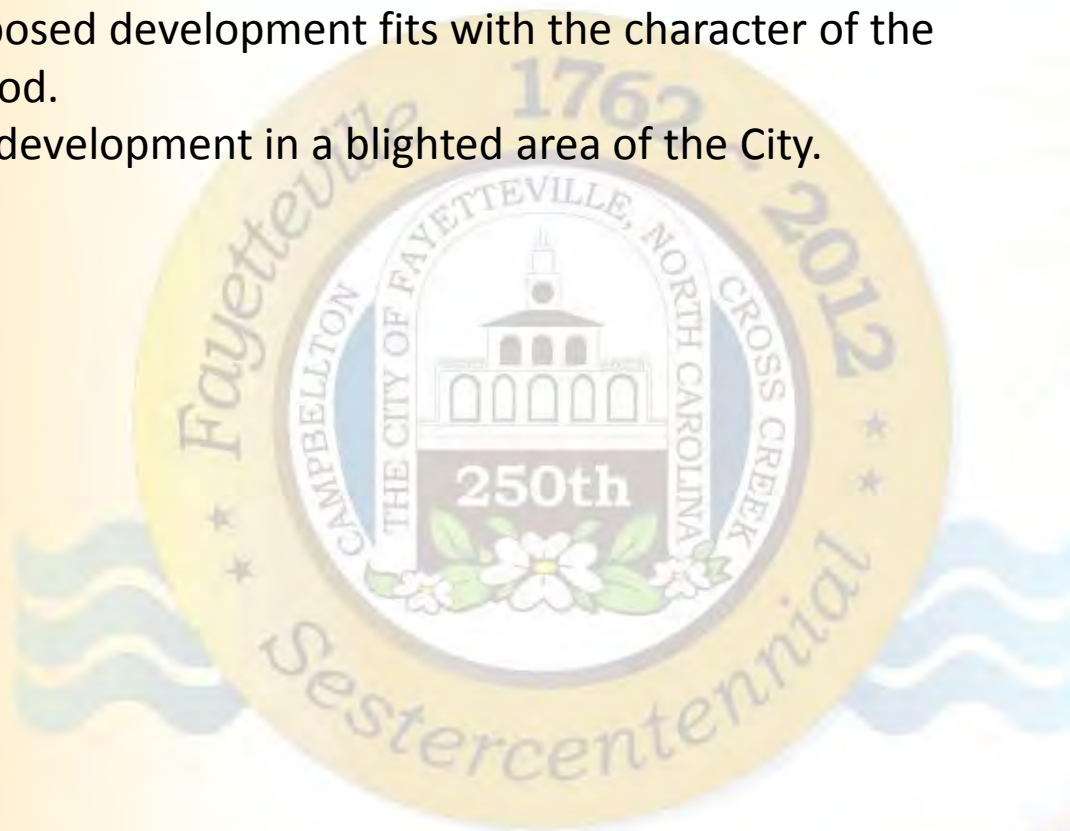 posed development fits with the character of the
od.
development in a blighted area of the City.
Fayetteville 1762 - 2012
CAMPBELLTON
THE CITY OF FAYETTEVILLE, NORTH CAROLINA
CROSS CREEK
250th
Sestercentennial